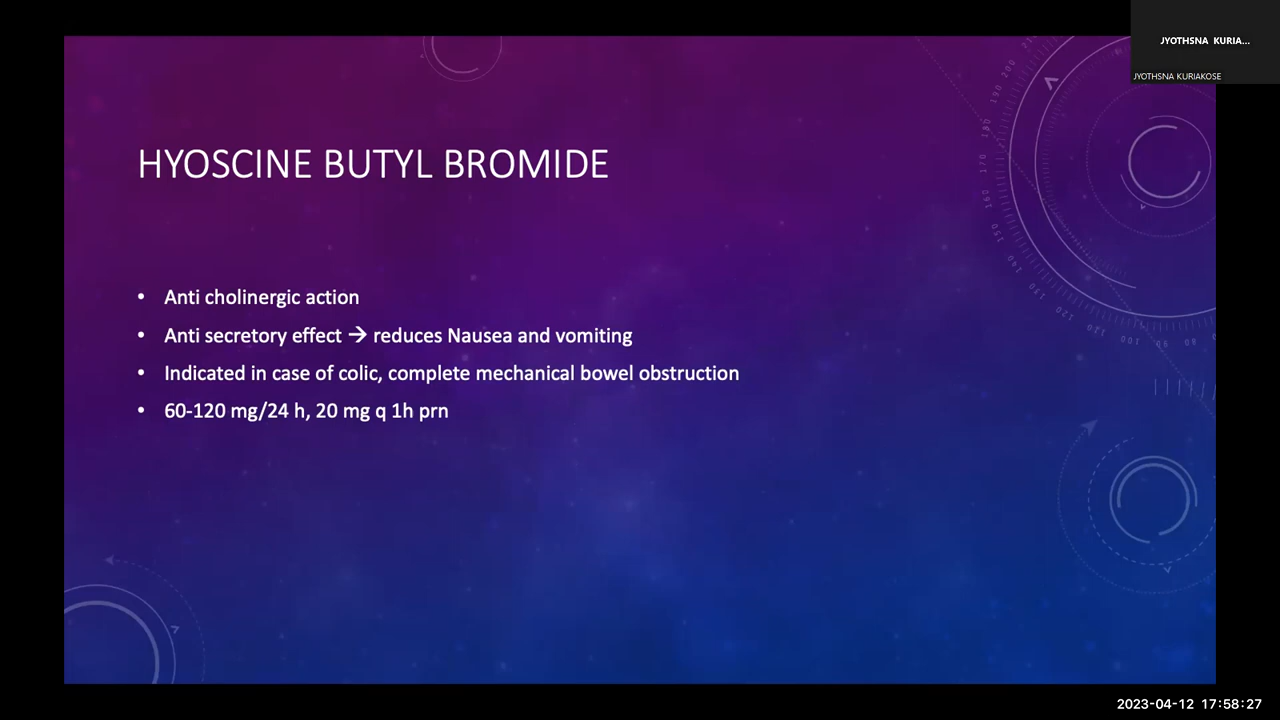 JYOTHSNA KURIA...
JYOTHSNA KURIAKOSE
HYOSCINE BUTYL BROMIDE
• Anti cholinergic action
• Anti secretory effect → reduces Nausea and vomiting
• Indicated in case of colic, complete mechanical bowel obstruction
• 60-120 mg/24 h, 20 mg q 1h prn
2023-04-12 17:58:27